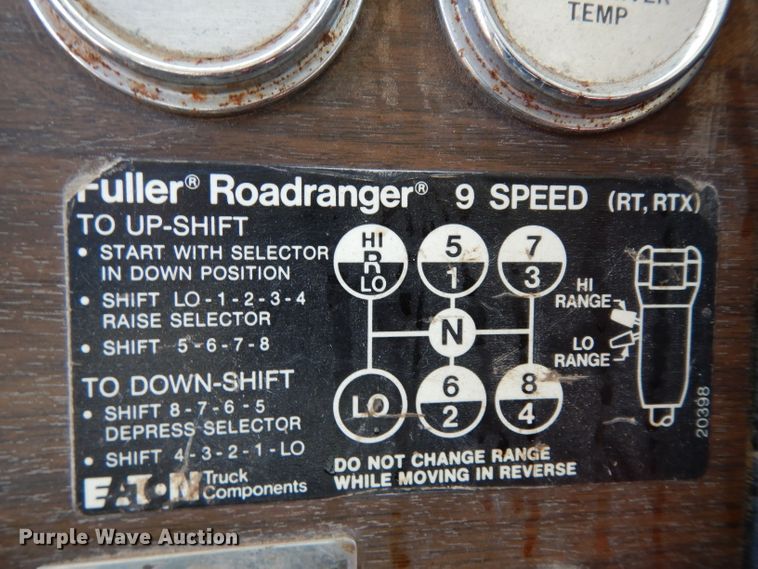 TEMP
Fuller® Roadranger® 9 SPEED (RT, RTX)
TO UP-SHIFT
• START WITH SELECTOR
IN DOWN POSITION
• SHIFT LO-1-2-3-4
RAISE SELECTOR
• SHIFT 5-6-7-8
TO DOWN-SHIFT
• SHIFT 8-7-6-5
DEPRESS SELECTOR
• SHIFT 4-3-2-1-LO
EATON Truck
Components
HI
R
LO
5
1
7
3
N
LO
6
2
8
4
HI
RANGE
LO
RANGE
DO NOT CHANGE RANGE
WHILE MOVING IN REVERSE
20398
Purple Wave Auction